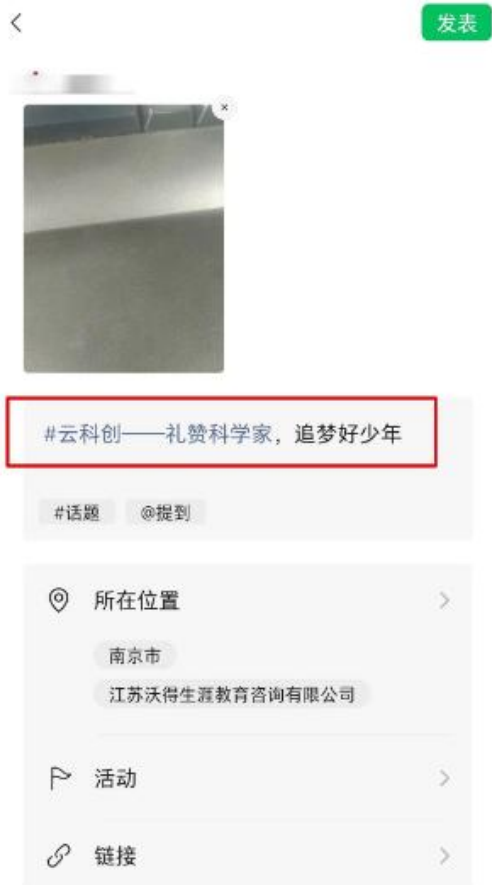 发表
#云科创——礼赞科学家，追梦好少年
#话题 @提到
所在位置
南京市
江苏沃得生涯教育咨询有限公司
活动
链接